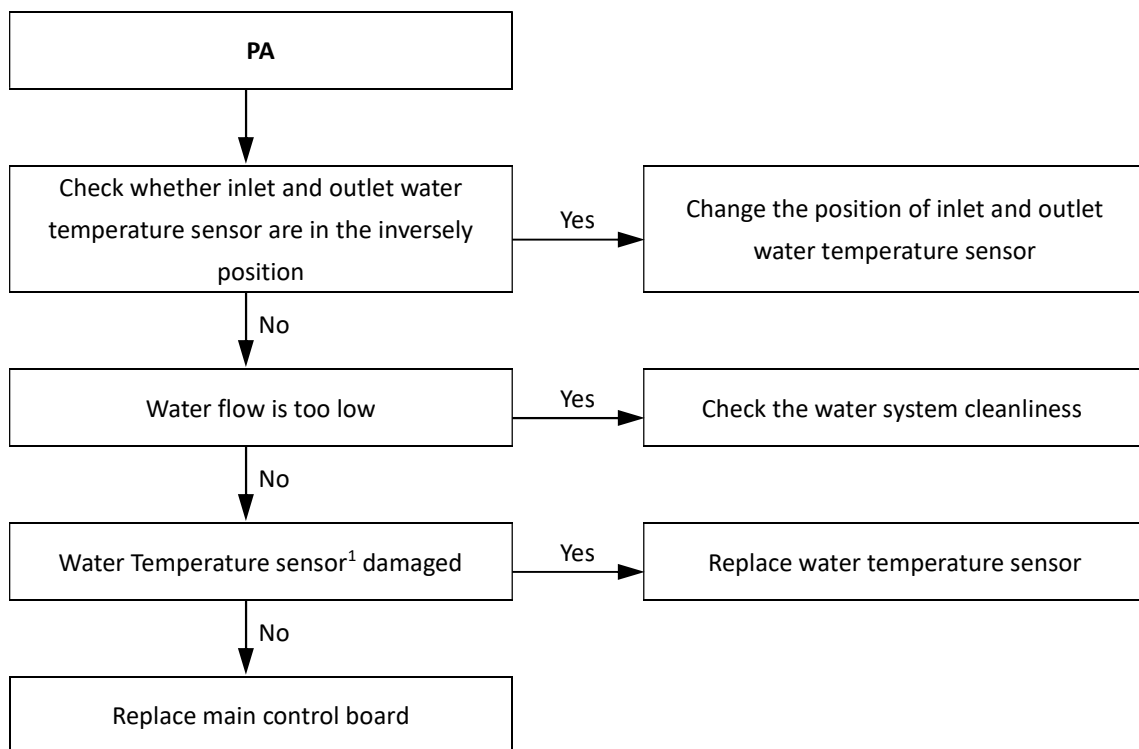 PA
Check whether inlet and outlet water
temperature sensor are in the inversely
position
Yes
Change the position of inlet and outlet
water temperature sensor
No
Water flow is too low
Yes
Check the water system cleanliness
No
Water Temperature sensor¹ damaged
Yes
Replace water temperature sensor
No
Replace main control board